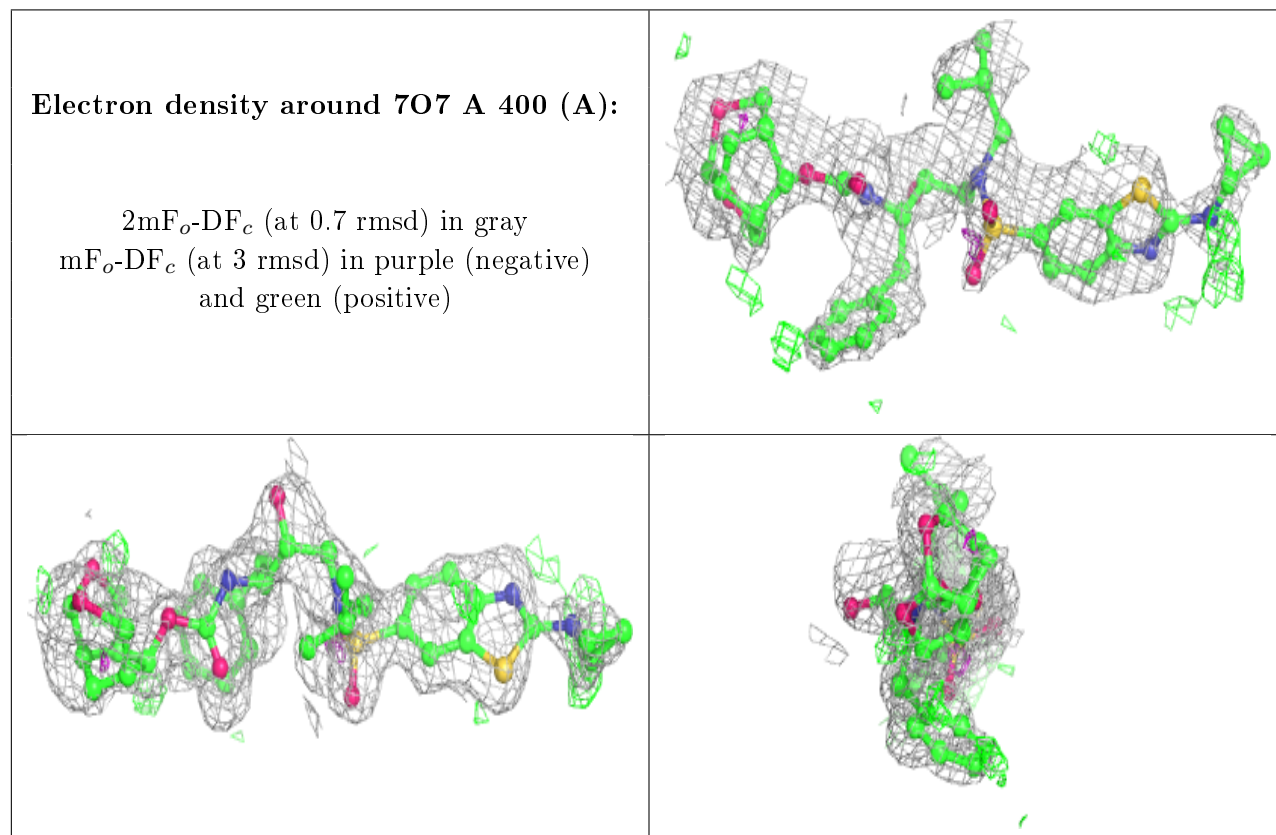 Electron density around 7O7 A 400 (A):
2mFo-DFc (at 0.7 rmsd) in gray
mFo-DFc (at 3 rmsd) in purple (negative)
and green (positive)